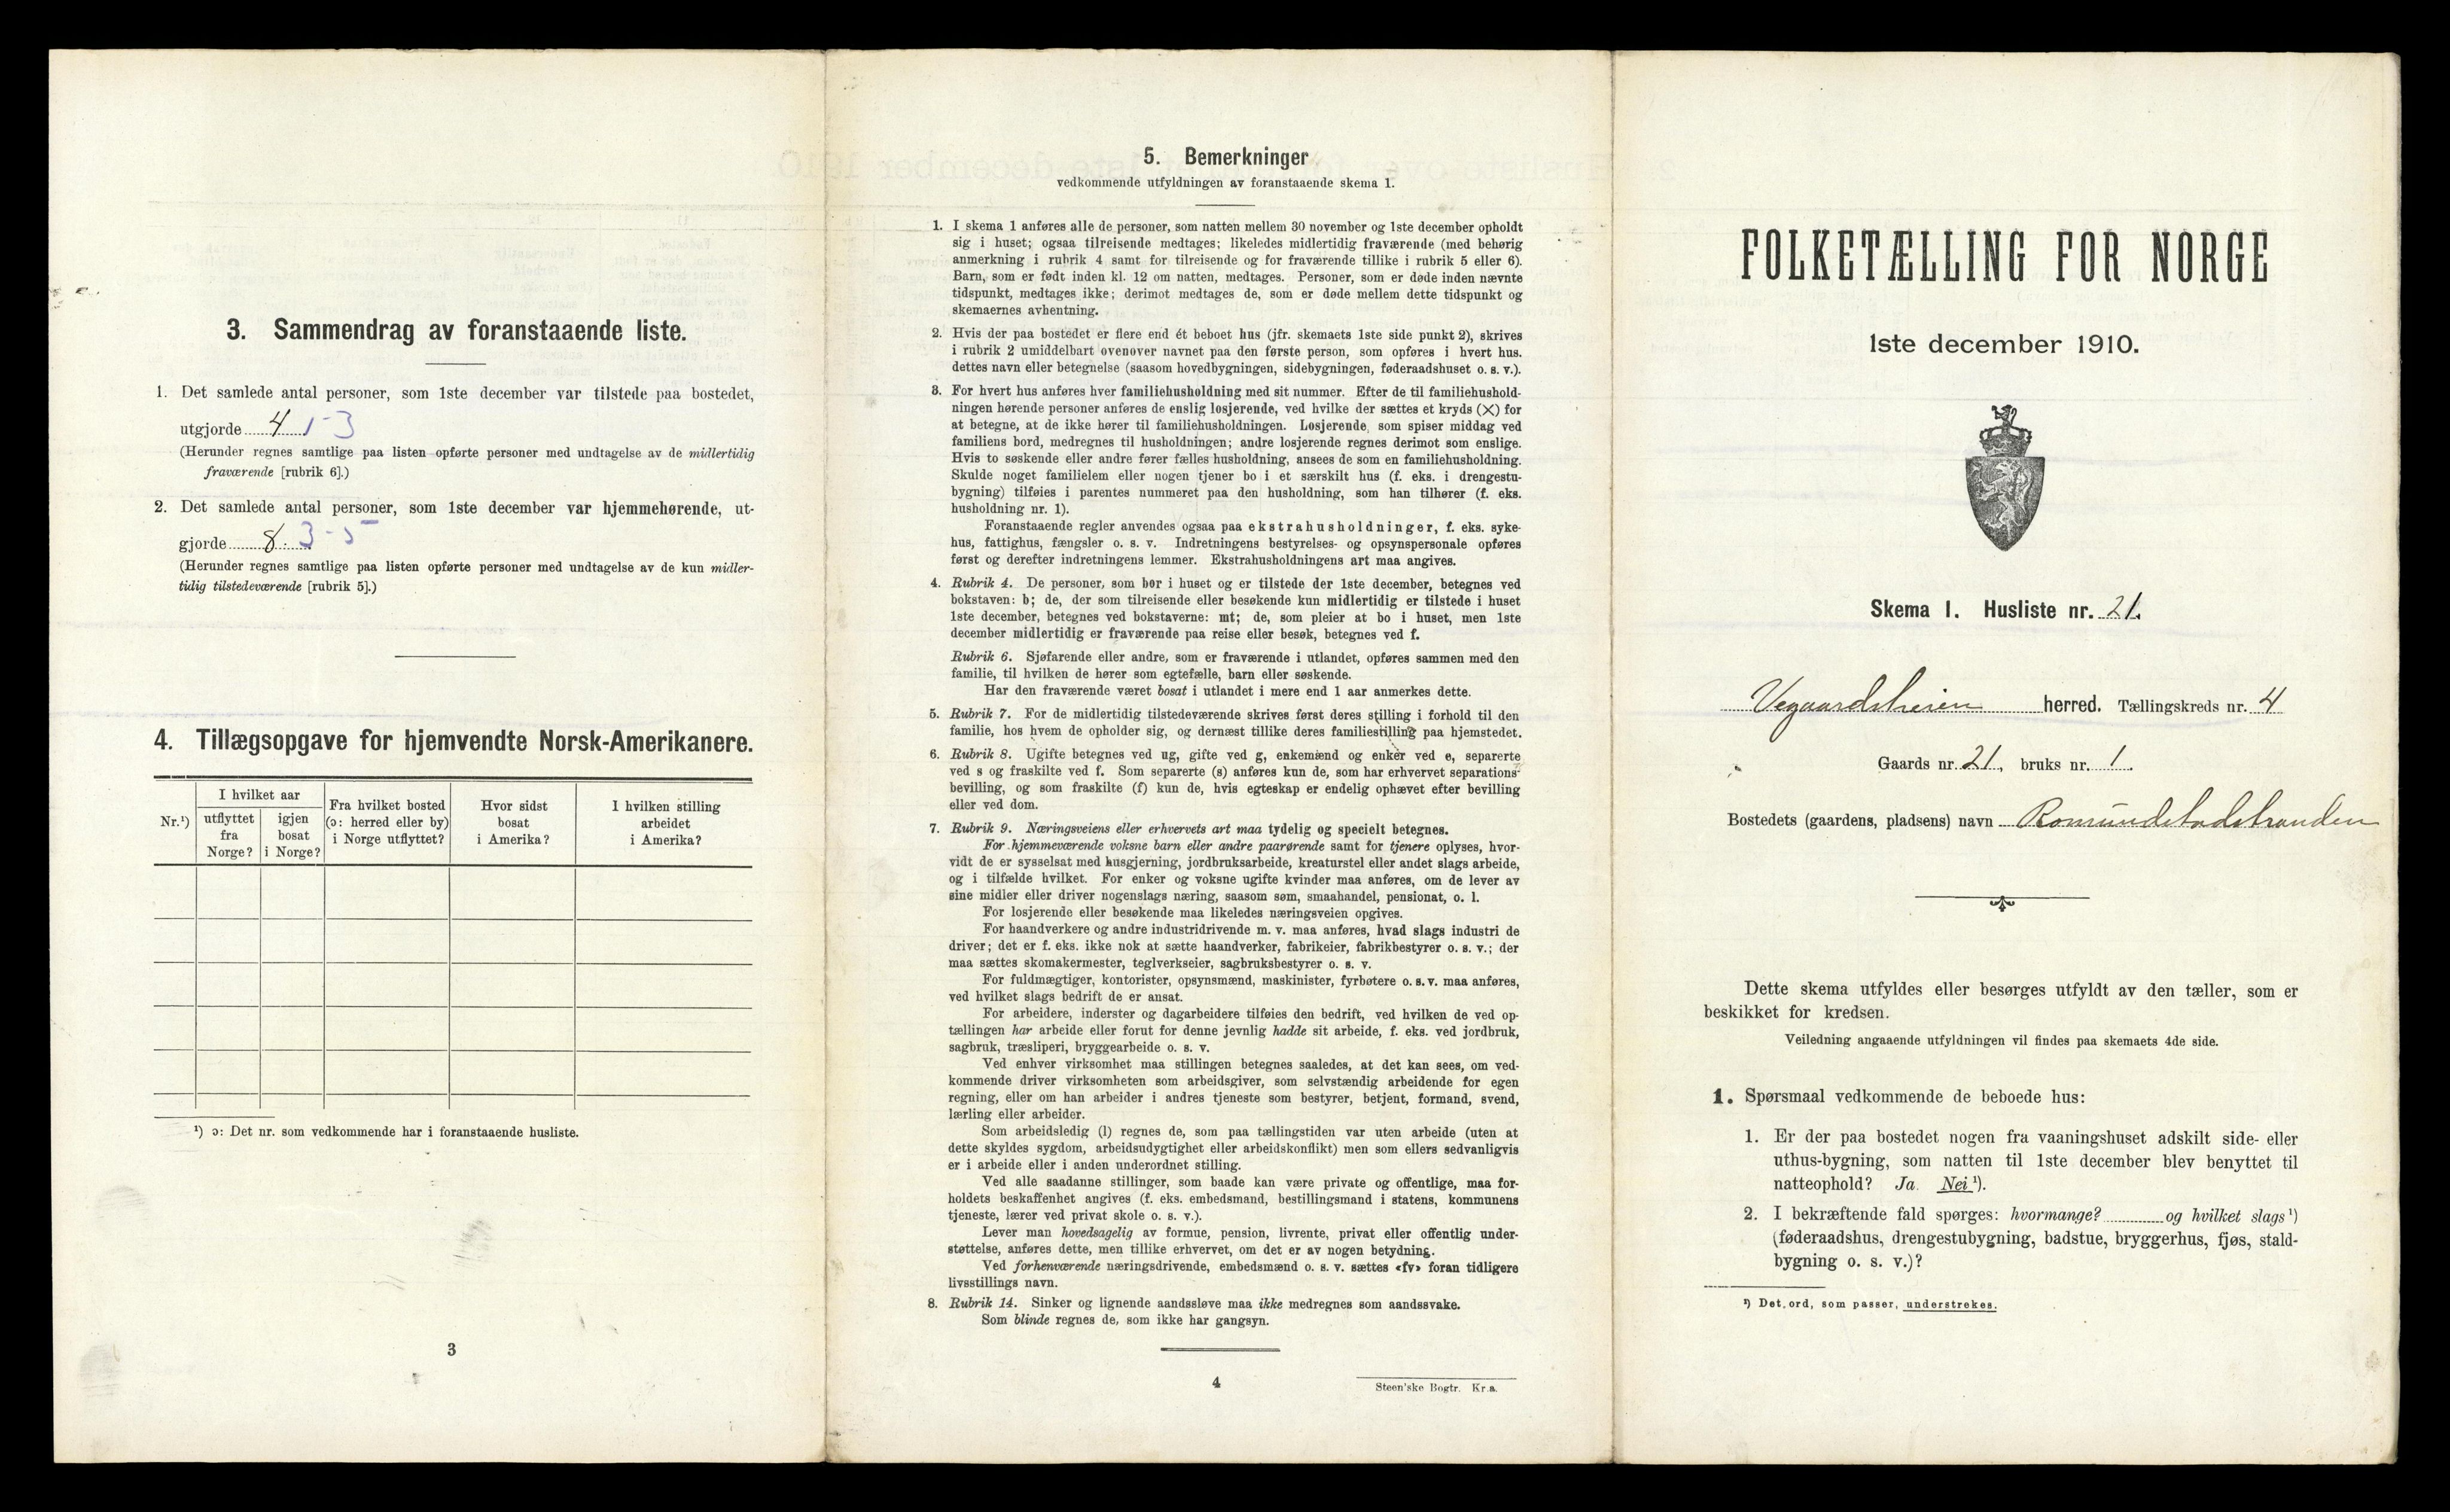 3. Sammendrag av foranstaaende liste.
1. Det samlede antal personer, som 1ste december var tilstede paa bostedet,
utgjorde 4 1-3
(Herunder regnes samtlige paa listen opførte personer med undtagelse av de midlertidig
fraværende [rubrik 6].)
2. Det samlede antal personer, som 1ste december var hjemmehørende, ut-
gjorde 8. 3-5
(Herunder regnes samtlige paa listen opførte personer med undtagelse av de kun midler-
tidig tilstedeværende [rubrik 5].)
4. Tillægsopgave for hjemvendte Norsk-Amerikanere.
Nr.¹)
I hvilket aar
utflyttet
fra
Norge?
igjen
bosat
i Norge?
Fra hvilket bosted
(ɔ: herred eller by)
i Norge utflyttet?
Hvor sidst
bosat
i Amerika?
I hvilken stilling
arbeidet
i Amerika?
¹) ɔ: Det nr. som vedkommende har i foranstaaende husliste.
3
5. Bemerkninger
vedkommende utfyldningen av foranstaaende skema 1.
1. I skema 1 anføres alle de personer, som natten mellem 30 november og 1ste december opholdt
sig i huset; ogsaa tilreisende medtages; likeledes midlertidig fraværende (med behørig
anmerkning i rubrik 4 samt for tilreisende og for fraværende tillike i rubrik 5 eller 6).
Barn, som er født inden kl. 12 om natten, medtages. Personer, som er døde inden nævnte
tidspunkt, medtages ikke; derimot medtages de, som er døde mellem dette tidspunkt og
skemaernes avhentning.
2. Hvis der paa bostedet er flere end ét beboet hus (jfr. skemaets 1ste side punkt 2), skrives
i rubrik 2 umiddelbart ovenover navnet paa den første person, som opføres i hvert hus.
dettes navn eller betegnelse (saasom hovedbygningen, sidebygningen, føderaadshuset o. s. v.).
3. For hvert hus anføres hver familiehusholdning med sit nummer. Efter de til familiehushold-
ningen hørende personer anføres de enslig losjerende, ved hvilke der sættes et kryds (×) for
at betegne, at de ikke hører til familiehusholdningen. Losjerende, som spiser middag ved
familiens bord, medregnes til husholdningen; andre losjerende regnes derimot som enslige.
Hvis to søskende eller andre fører fælles husholdning, ansees de som en familiehusholdning.
Skulde noget familielem eller nogen tjener bo i et særskilt hus (f. eks. i drengestu-
bygning) tilføies i parentes nummeret paa den husholdning, som han tilhører (f. eks.
husholdning nr. 1).
Foranstaaende regler anvendes ogsaa paa ekstrahusholdninger, f. eks. syke-
hus, fattighus, fængsler o. s. v. Indretningens bestyrelses- og opsynspersonale opføres
først og derefter indretningens lemmer. Ekstrahusholdningens art maa angives.
4. Rubrik 4. De personer, som bor i huset og er tilstede der 1ste december, betegnes ved
bokstaven: b; de, der som tilreisende eller besøkende kun midlertidig er tilstede i huset
1ste december, betegnes ved bokstaverne: mt; de, som pleier at bo i huset, men 1ste
december midlertidig er fraværende paa reise eller besøk, betegnes ved f.
Rubrik 6. Sjøfarende eller andre, som er fraværende i utlandet, opføres sammen med den
familie, til hvilken de hører som egtefælle, barn eller søskende.
Har den fraværende været bosat i utlandet i mere end 1 aar anmerkes dette.
5. Rubrik 7. For de midlertidig tilstedeværende skrives først deres stilling i forhold til den
familie, hos hvem de opholder sig, og dernæst tillike deres familiestilling paa hjemstedet.
6. Rubrik 8. Ugifte betegnes ved ug, gifte ved g, enkemænd og enker ved e, separerte
ved s og fraskilte ved f. Som separerte (s) anføres kun de, som har erhvervet separations-
bevilling, og som fraskilte (f) kun de, hvis egteskap er endelig ophævet efter bevilling
eller ved dom.
7. Rubrik 9. Næringsveiens eller erhvervets art maa tydelig og specielt betegnes.
For hjemmeværende voksne barn eller andre paarørende samt for tjenere oplyses, hvor-
vidt de er sysselsat med husgjerning, jordbruksarbeide, kreaturstel eller andet slags arbeide,
og i tilfælde hvilket. For enker og voksne ugifte kvinder maa anføres, om de lever av
sine midler eller driver nogenslags næring, saasom søm, smaahandel, pensionat, o. l.
For losjerende eller besøkende maa likeledes næringsveien opgives.
For haandverkere og andre industridrivende m. v. maa anføres, hvad slags industri de
driver; det er f. eks. ikke nok at sætte haandverker, fabrikeier, fabrikbestyrer o. s. v.; der
maa sættes skomakermester, teglverkseier, sagbruksbestyrer o. s. v.
For fuldmægtiger, kontorister, opsynsmænd, maskinister, fyrbøtere o. s. v. maa anføres,
ved hvilket slags bedrift de er ansat.
For arbeidere, inderster og dagarbeidere tilføies den bedrift, ved hvilken de ved op-
tællingen har arbeide eller forut for denne jevnlig hadde sit arbeide, f. eks. ved jordbruk,
sagbruk, træsliperi, bryggearbeide o. s. v.
Ved enhver virksomhet maa stillingen betegnes saaledes, at det kan sees, om ved-
kommende driver virksomheten som arbeidsgiver, som selvstændig arbeidende for egen
regning, eller om han arbeider i andres tjeneste som bestyrer, betjent, formand, svend,
lærling eller arbeider.
Som arbeidsledig (l) regnes de, som paa tællingstiden var uten arbeide (uten at
dette skyldes sygdom, arbeidsudygtighet eller arbeidskonflikt) men som ellers sedvanligvis
er i arbeide eller i anden underordnet stilling.
Ved alle saadanne stillinger, som baade kan være private og offentlige, maa for-
holdets beskaffenhet angives (f. eks. embedsmand, bestillingsmand i statens, kommunens
tjeneste, lærer ved privat skole o. s. v.).
Lever man hovedsagelig av formue, pension, livrente, privat eller offentlig under-
støttelse, anføres dette, men tillike erhvervet, om det er av nogen betydning.
Ved forhenværende næringsdrivende, embedsmænd o. s. v. sættes «fv» foran tidligere
livsstillings navn.
8. Rubrik 14. Sinker og lignende aandssløve maa ikke medregnes som aandssvake.
Som blinde regnes de, som ikke har gangsyn.
4
Steen'ske Bogtr. Kr.a.
FOLKETÆLLING FOR NORGE
1ste december 1910.
Skema 1. Husliste nr. 21.
Vegaardsheien herred. Tællingskreds nr. 4
Gaards nr. 21, bruks nr. 1.
Bostedets (gaardens, pladsens) navn Romundstadstranden
Dette skema utfyldes eller besørges utfyldt av den tæller, som er
beskikket for kredsen.
Veiledning angaaende utfyldningen vil findes paa skemaets 4de side.
1. Spørsmaal vedkommende de beboede hus:
1. Er der paa bostedet nogen fra vaaningshuset adskilt side- eller
uthus-bygning, som natten til 1ste december blev benyttet til
natteophold? Ja. Nei¹).
2. I bekræftende fald spørges: hvormange? og hvilket slags¹)
(føderaadshus, drengestubygning, badstue, bryggerhus, fjøs, stald-
bygning o. s. v.)?
¹) Det ord, som passer, understrekes.